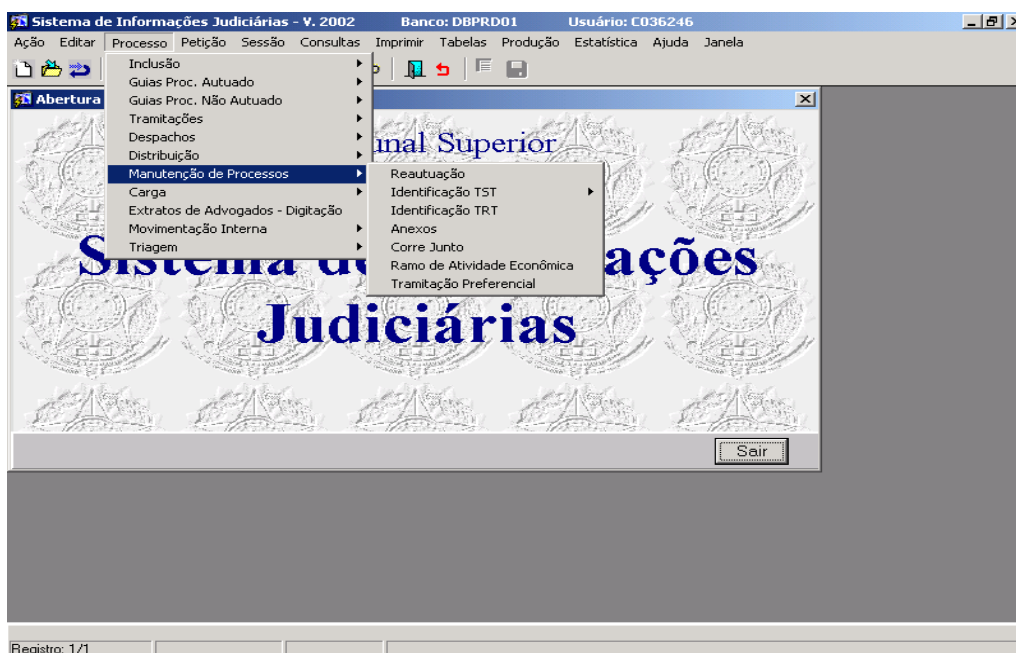 Sistema de Informações Judiciárias - V. 2002 Banco: DBPRD01 Usuário: C036246
Ação Editar Processo Petição Sessão Consultas Imprimir Tabelas Produção Estatística Ajuda Janela
Abertura
Inclusão
Guias Proc. Autuado
Guias Proc. Não Autuado
Tramitações
Despachos
Distribuição
Manutenção de Processos
Carga
Extratos de Advogados - Digitação
Movimentação Interna
Triagem
Reautuação
Identificação TST
Identificação TRT
Anexos
Corre Junto
Ramo de Atividade Econômica
Tramitação Preferencial
unal Superior
Sistema de ações
Judiciárias
Sair
Registro: 1/1